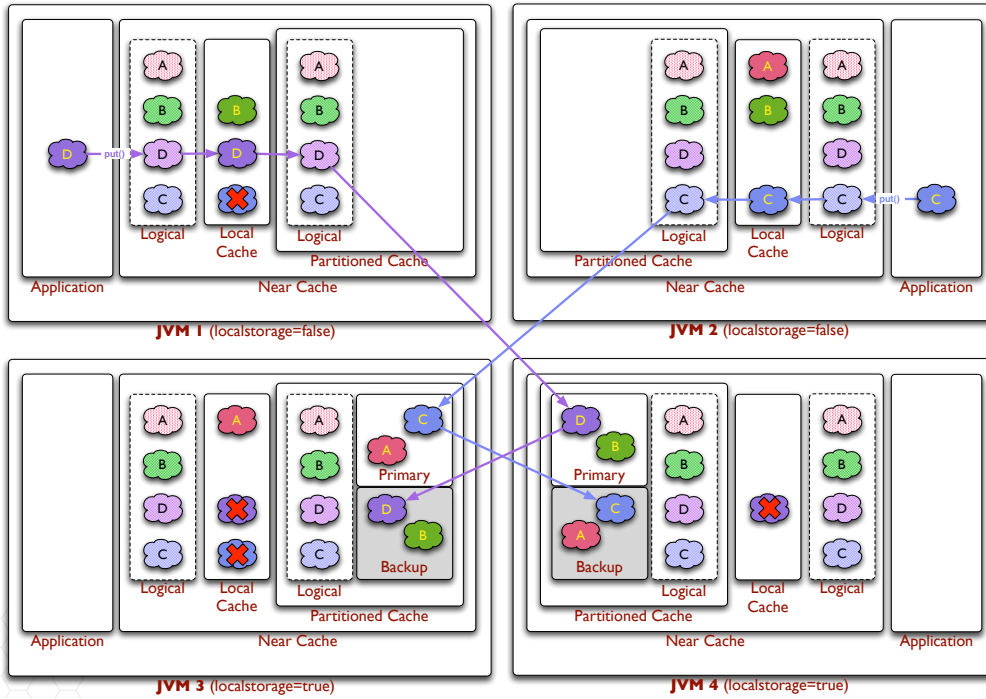 A
A
B
B
B
D
put()
D
D
D
C
C
Logical
Local
Cache
Logical
Partitioned Cache
Application
Near Cache
JVM 1 (localstorage=false)
A
A
A
B
B
B
D
D
C
C
C
put()
C
Logical
Local
Cache
Logical
Partitioned Cache
Near Cache
Application
JVM 2 (localstorage=false)
A
A
A
C
A
B
B
Primary
D
D
D
B
C
C
Backup
Logical
Local
Cache
Logical
Partitioned Cache
Application
Near Cache
JVM 3 (localstorage=true)
D
A
A
B
B
B
Primary
C
D
D
A
C
C
Backup
Logical
Local
Cache
Logical
Partitioned Cache
Near Cache
Application
JVM 4 (localstorage=true)